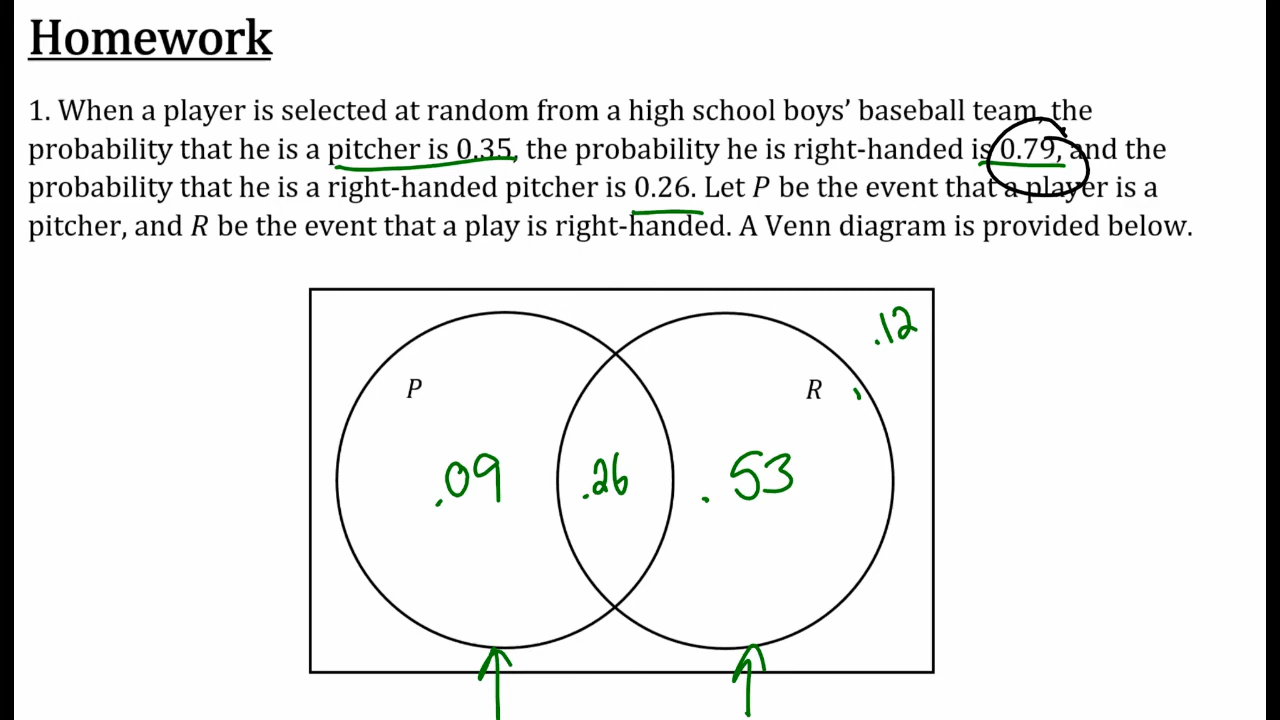 Homework
1. When a player is selected at random from a high school boys’ baseball team, the
probability that he is a pitcher is 0.35, the probability he is right-handed is 0.79, and the
probability that he is a right-handed pitcher is 0.26. Let P be the event that a player is a
pitcher, and R be the event that a play is right-handed. A Venn diagram is provided below.
.12
P R
.09 .26 .53